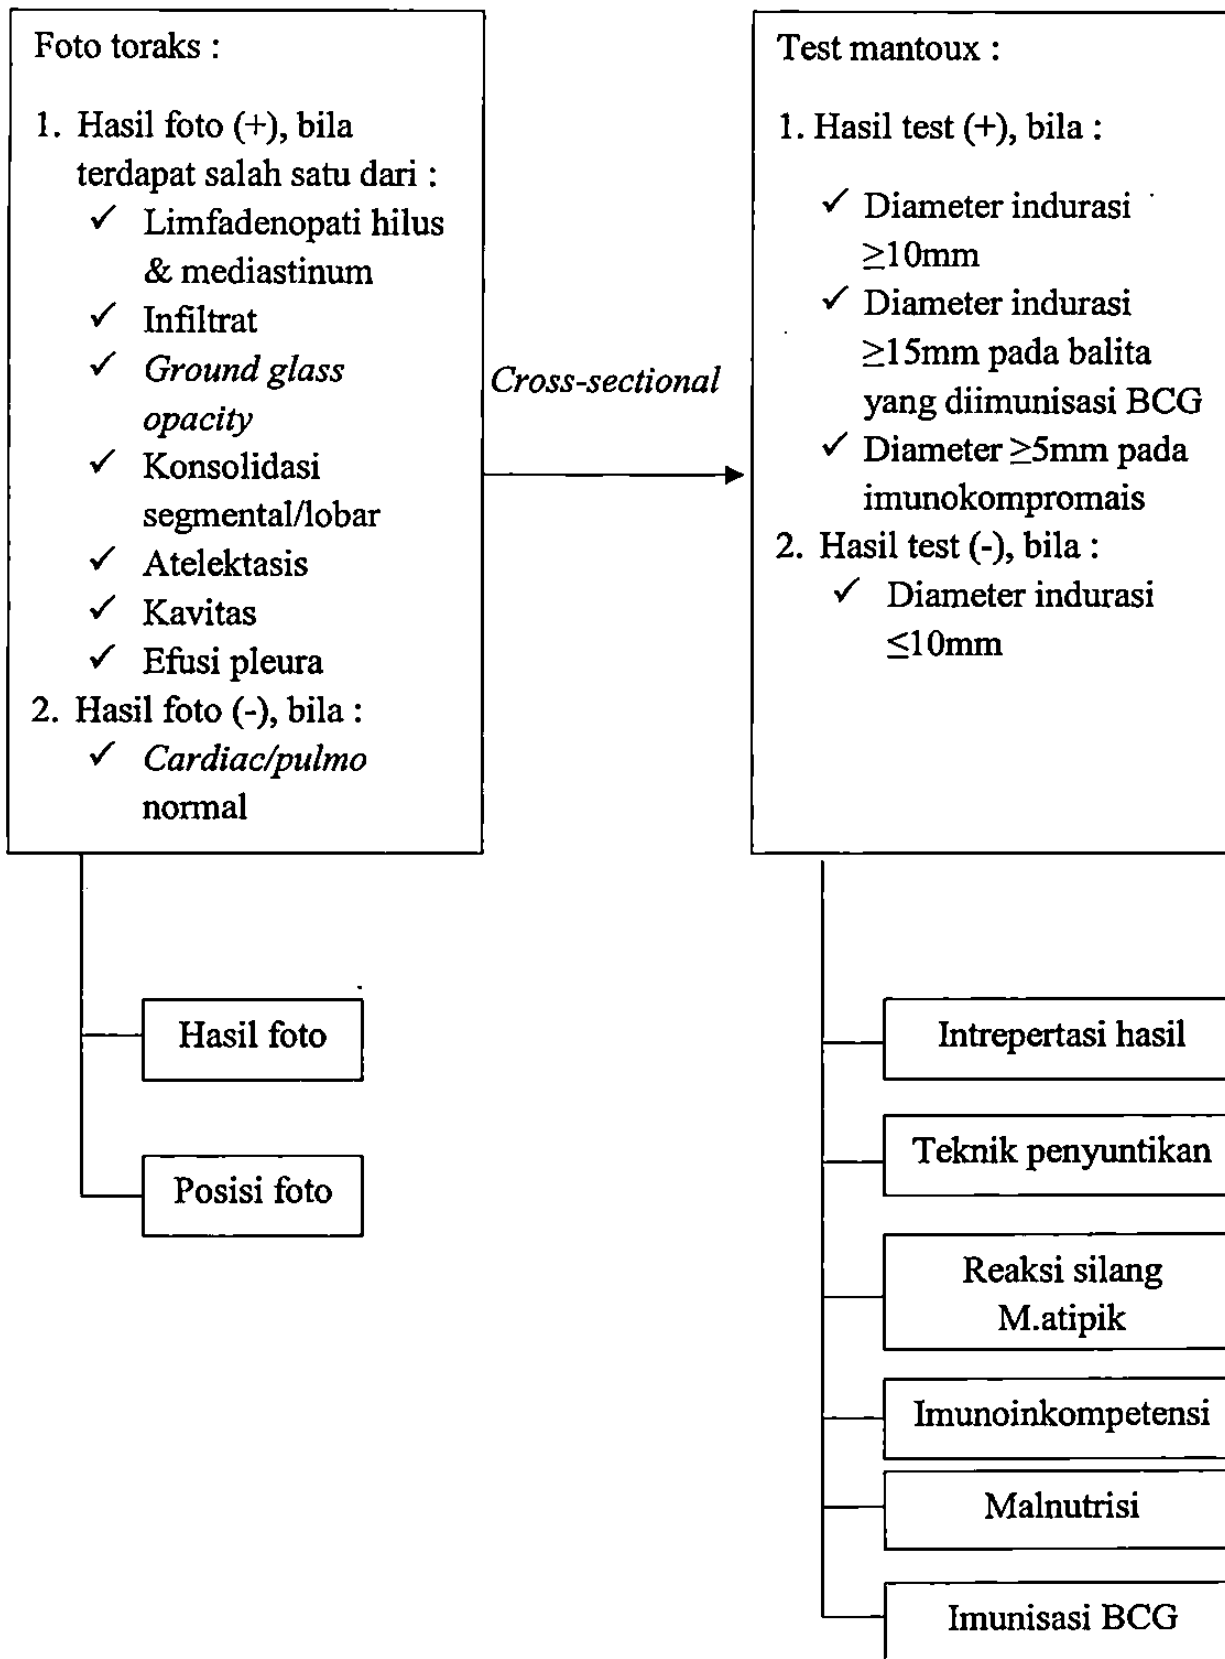 Foto toraks :
1. Hasil foto (+), bila
terdapat salah satu dari :
✓ Limfadenopati hilus
& mediastinum
✓ Infiltrat
✓ Ground glass
opacity
✓ Konsolidasi
segmental/lobar
✓ Atelektasis
✓ Kavitas
✓ Efusi pleura
2. Hasil foto (-), bila :
✓ Cardiac/pulmo
normal
Cross-sectional
Test mantoux :
1. Hasil test (+), bila :
✓ Diameter indurasi
≥10mm
✓ Diameter indurasi
≥15mm pada balita
yang diimunisasi BCG
✓ Diameter ≥5mm pada
imunokompromais
2. Hasil test (-), bila :
✓ Diameter indurasi
≤10mm
Hasil foto
Posisi foto
Intrepertasi hasil
Teknik penyuntikan
Reaksi silang
M.atipik
Imunoinkompetensi
Malnutrisi
Imunisasi BCG